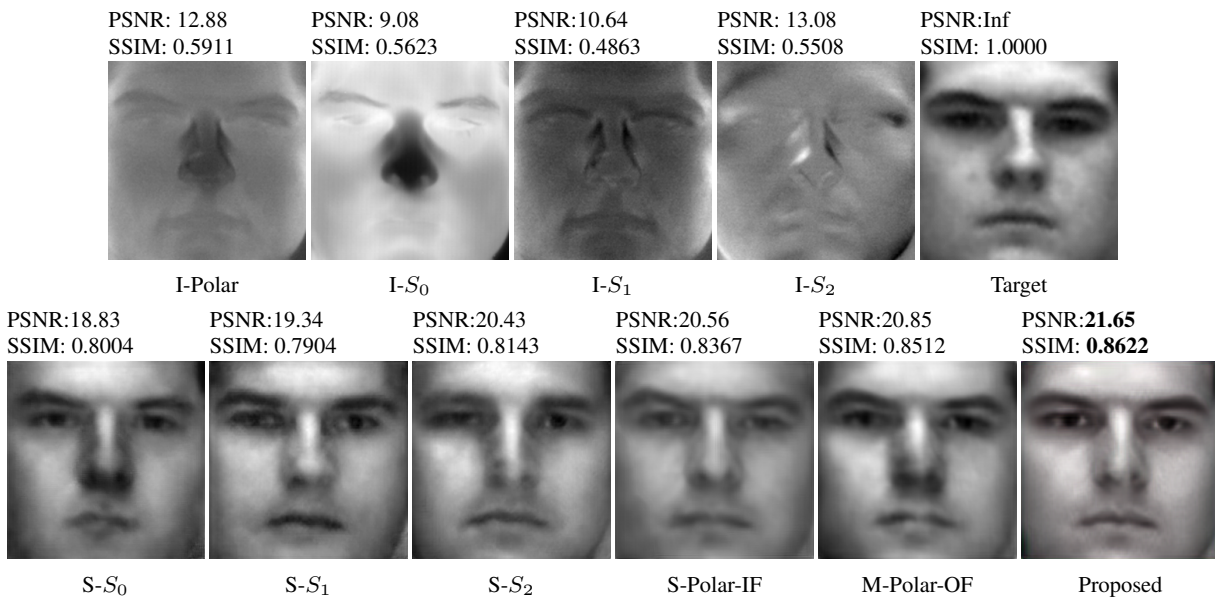 PSNR: 12.88 PSNR: 9.08 PSNR:10.64 PSNR: 13.08 PSNR:Inf
SSIM: 0.5911 SSIM: 0.5623 SSIM: 0.4863 SSIM: 0.5508 SSIM: 1.0000
I-Polar I-S₀ I-S₁ I-S₂ Target
PSNR:18.83 PSNR:19.34 PSNR:20.43 PSNR:20.56 PSNR:20.85 PSNR:21.65
SSIM: 0.8004 SSIM: 0.7904 SSIM: 0.8143 SSIM: 0.8367 SSIM: 0.8512 SSIM: 0.8622
S-S₀ S-S₁ S-S₂ S-Polar-IF M-Polar-OF Proposed